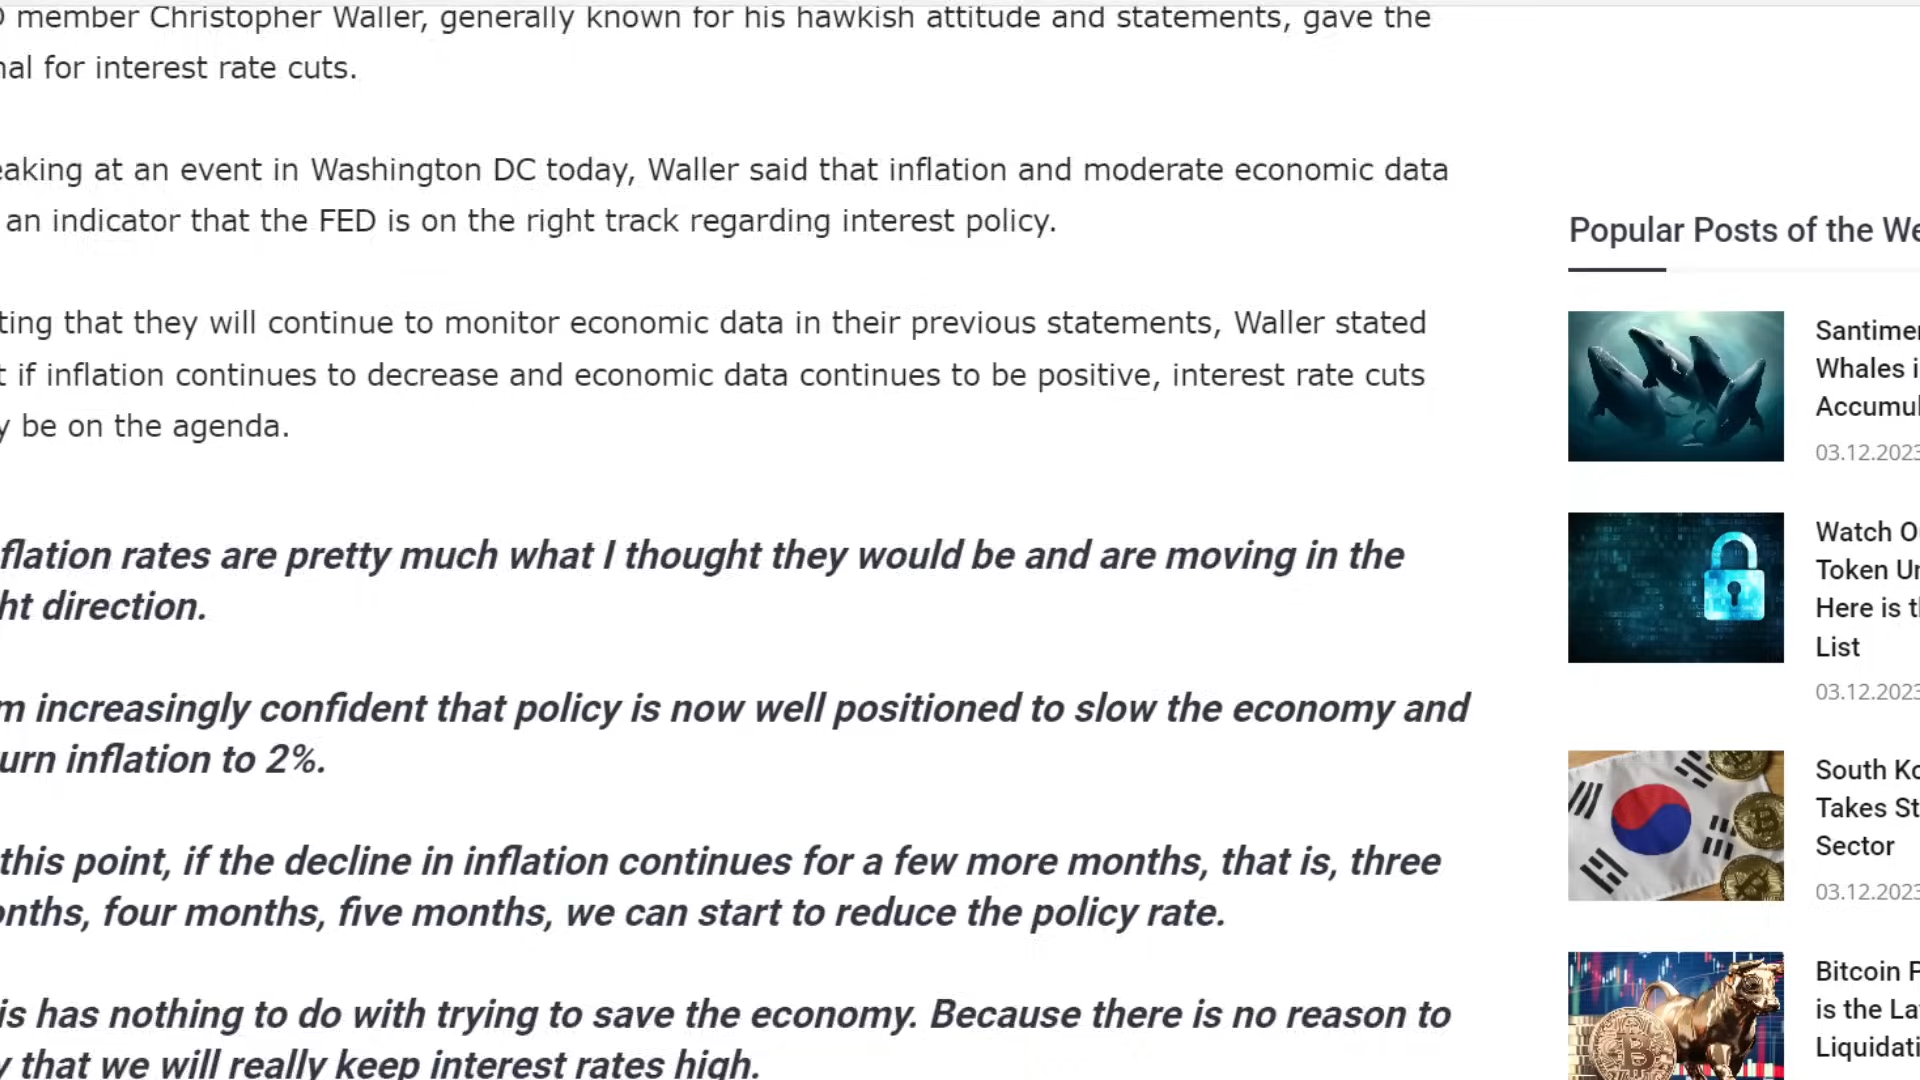 member Christopher Waller, generally known for his hawkish attitude and statements, gave the
for interest rate cuts.
at an event in Washington DC today, Waller said that inflation and moderate economic data
an indicator that the FED is on the right track regarding interest policy.
that they will continue to monitor economic data in their previous statements, Waller stated
if inflation continues to decrease and economic data continues to be positive, interest rate cuts
be on the agenda.
flation rates are pretty much what I thought they would be and are moving in the
ht direction.
m increasingly confident that policy is now well positioned to slow the economy and
urn inflation to 2%.
this point, if the decline in inflation continues for a few more months, that is, three
onths, four months, five months, we can start to reduce the policy rate.
is has nothing to do with trying to save the economy. Because there is no reason to
y that we will really keep interest rates high.
Popular Posts of the We
Santimen
Whales i
Accumul
03.12.2023
Watch O
Token Un
Here is t
List
03.12.2023
South Ko
Takes St
Sector
03.12.2023
Bitcoin P
is the La
Liquidati